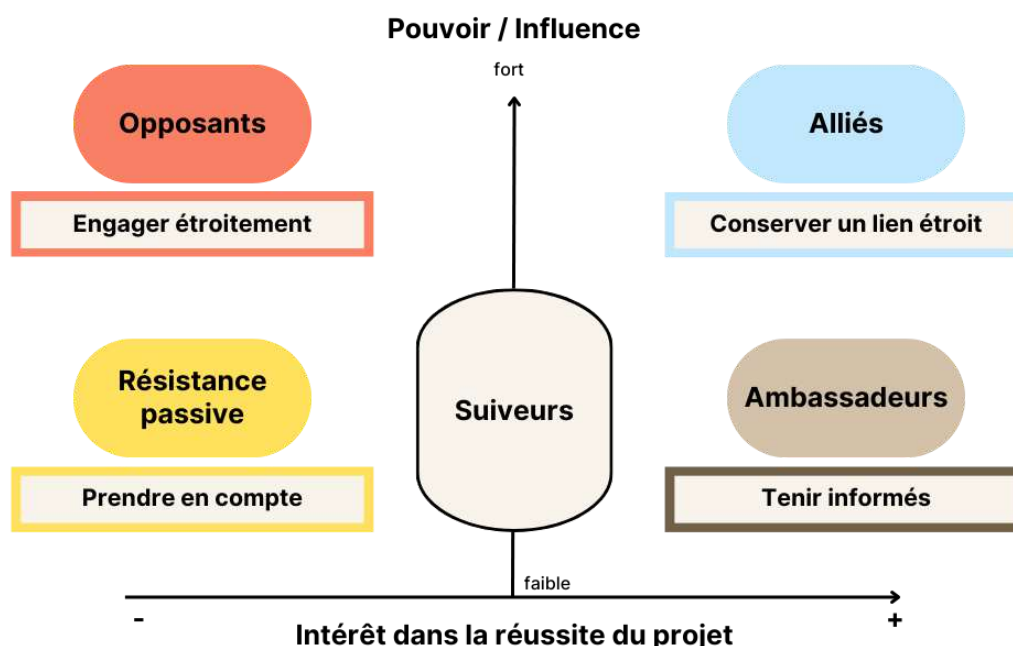 Pouvoir / Influence
fort
Opposants
Alliés
Engager étroitement
Conserver un lien étroit
Résistance
passive
Suiveurs
Ambassadeurs
Prendre en compte
Tenir informés
faible
-
+
Intérêt dans la réussite du projet